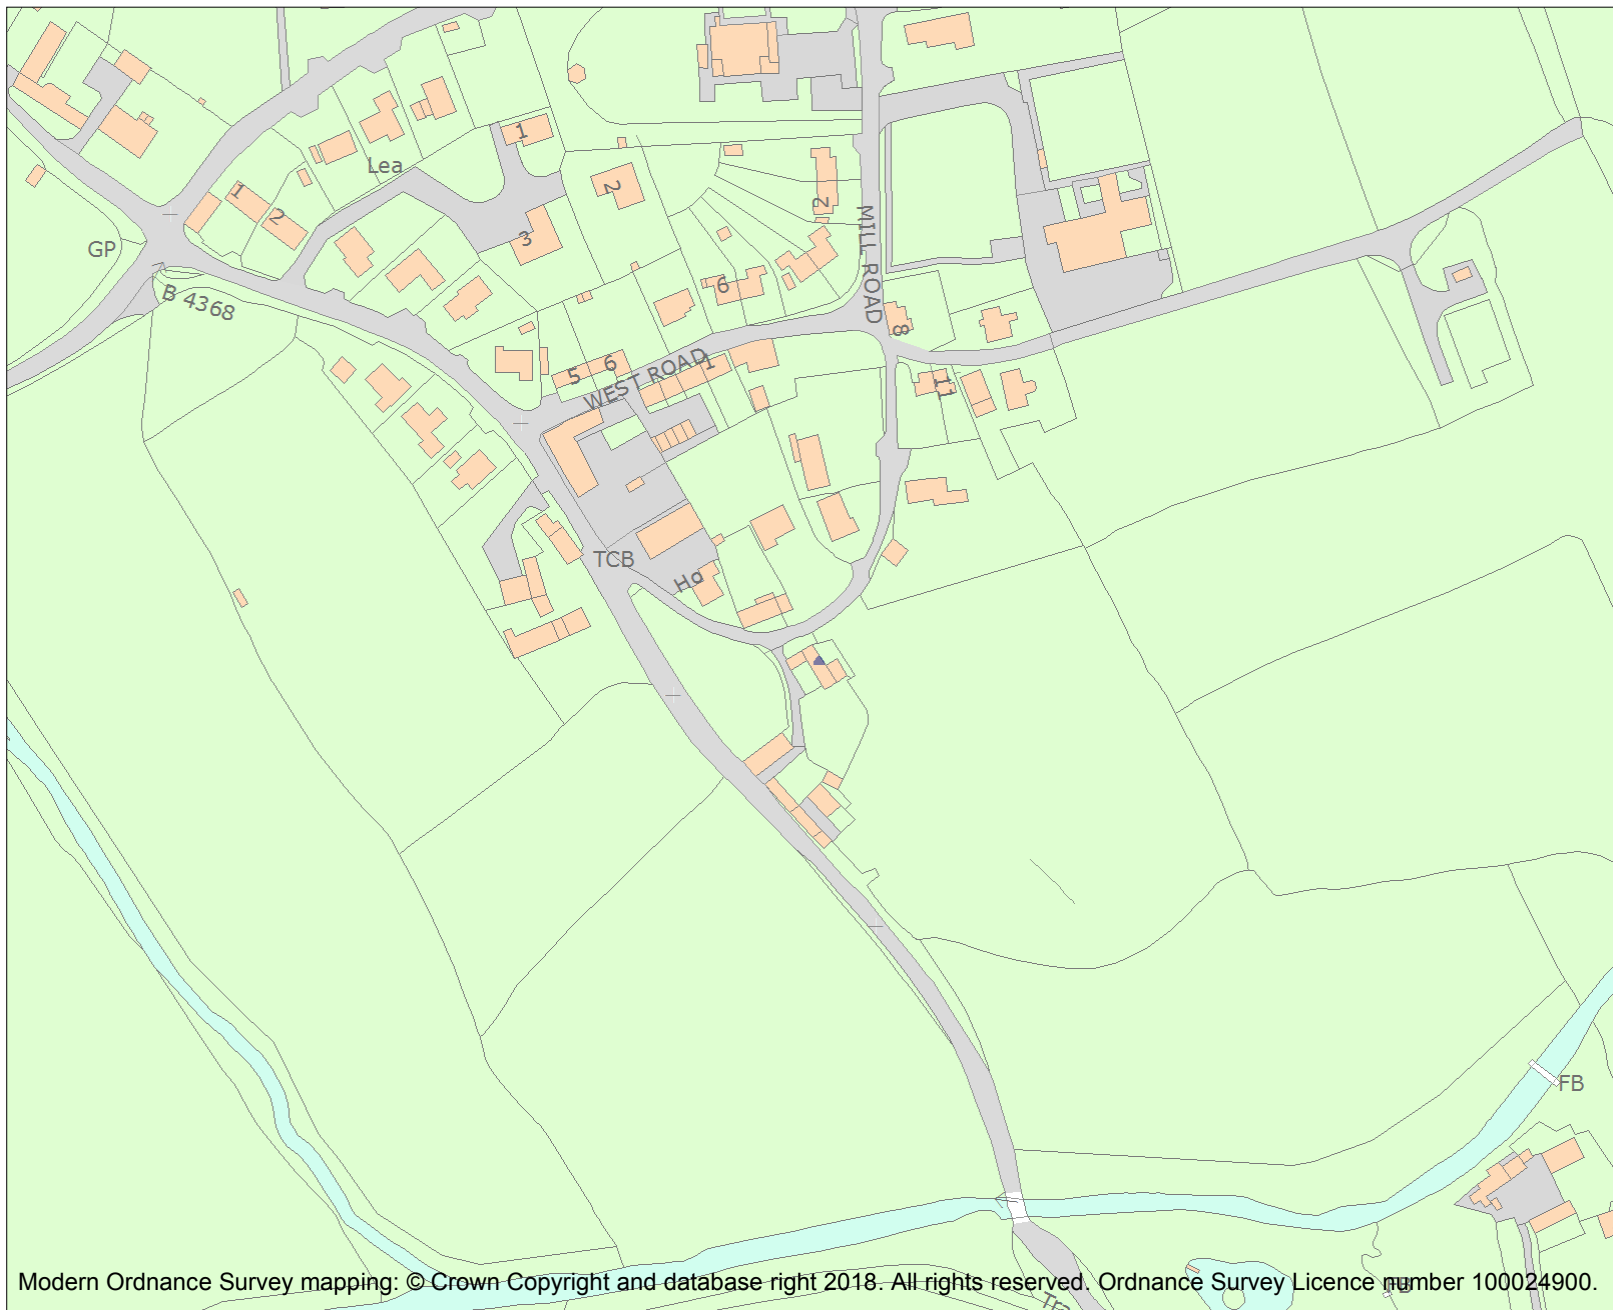 1
Lea
2
2
1
2
MILL ROAD
3
GP
6
B 4368
8
WEST ROAD
1
6
5
11
TCB
Ho
FB
FB
Tra
Modern Ordnance Survey mapping: © Crown Copyright and database right 2018. All rights reserved. Ordnance Survey Licence number 100024900.